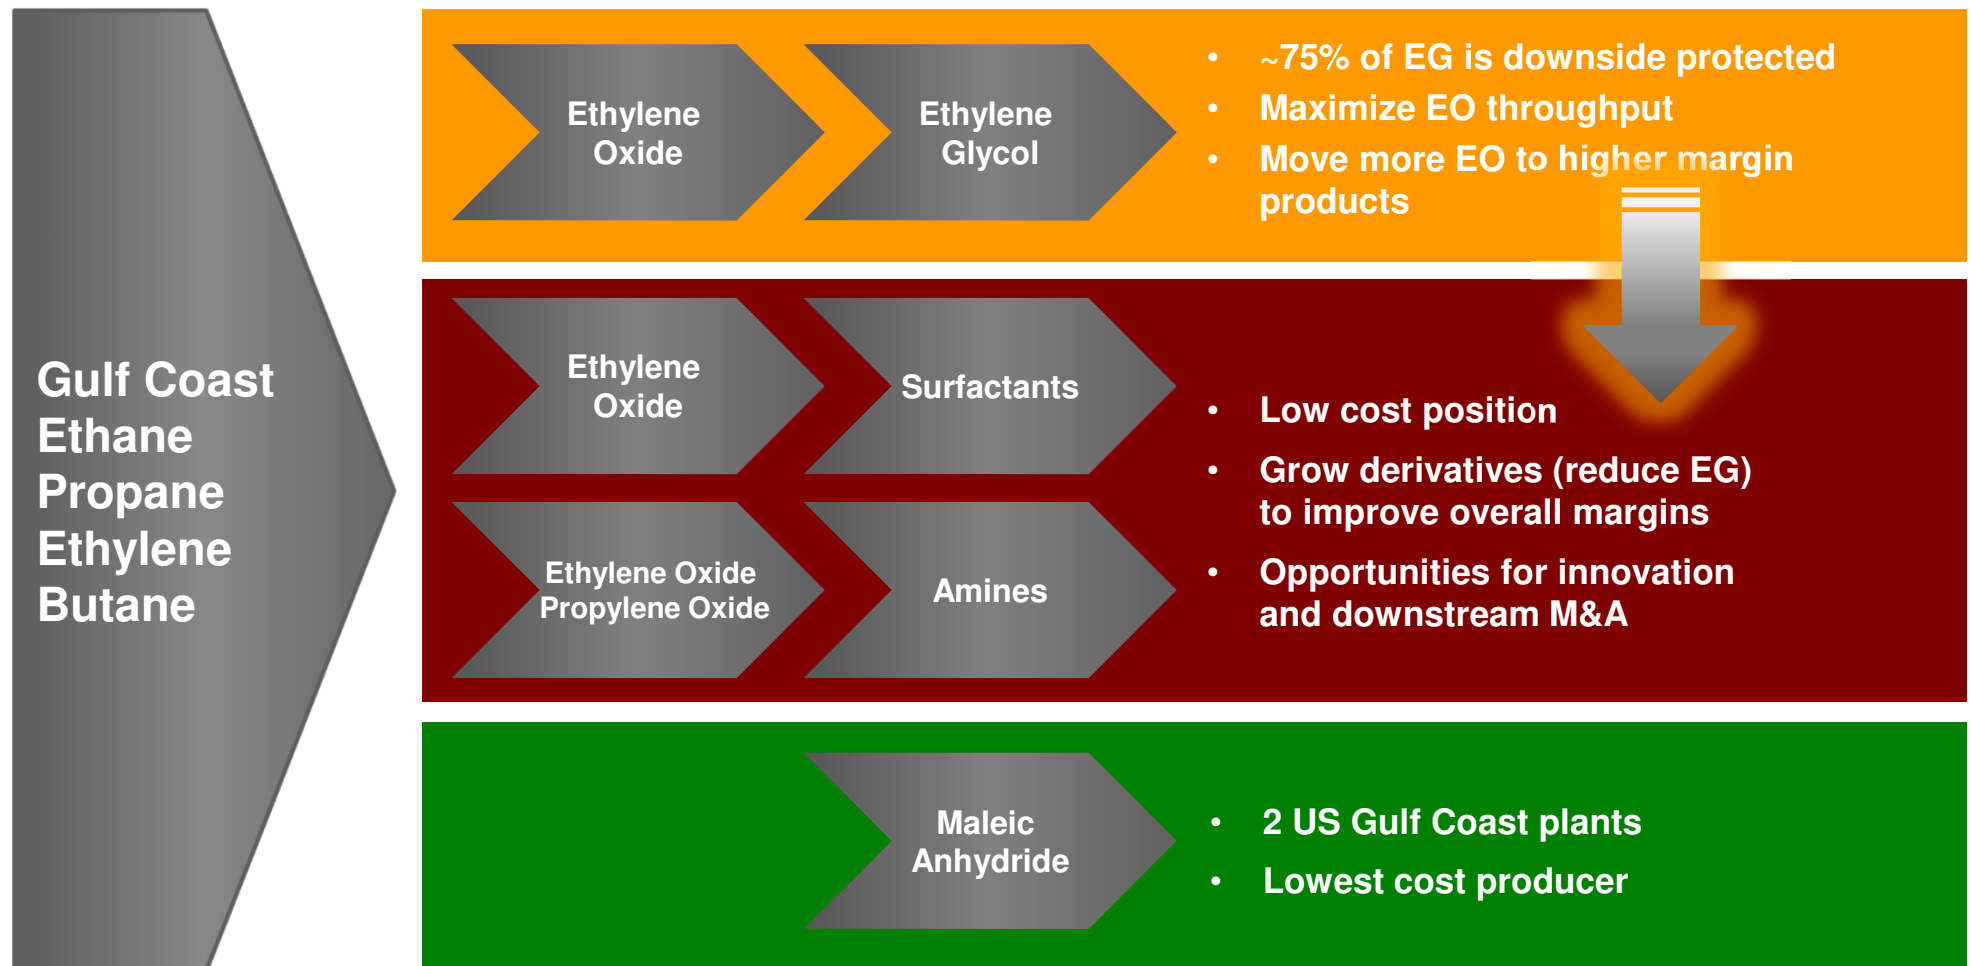 Gulf Coast
Ethane
Propane
Ethylene
Butane
Ethylene
Oxide
Ethylene
Glycol
• ~75% of EG is downside protected
• Maximize EO throughput
• Move more EO to higher margin
products
Ethylene
Oxide
Surfactants
Ethylene Oxide
Propylene Oxide
Amines
• Low cost position
• Grow derivatives (reduce EG)
to improve overall margins
• Opportunities for innovation
and downstream M&A
Maleic
Anhydride
• 2 US Gulf Coast plants
• Lowest cost producer